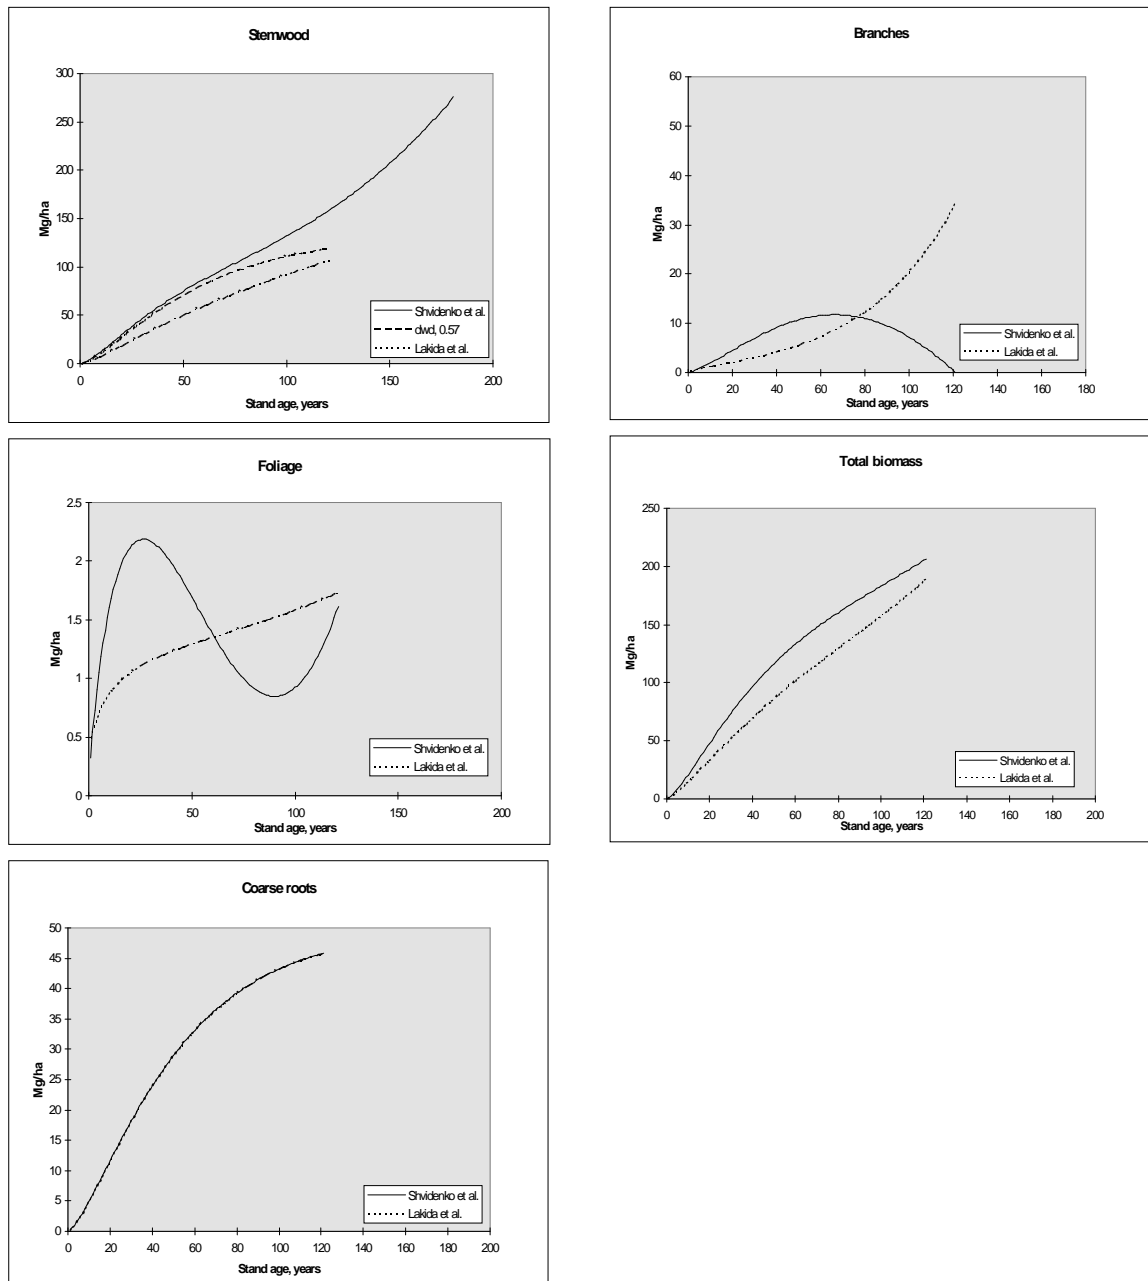 Stemwood
300
250
200
150
100
50
0
Mg/ha
0 50 100 150 200
Stand age, years
Shvidenko et al.
dwd, 0.57
Lakida et al.
Branches
60
50
40
30
20
10
0
Mg/ha
0 20 40 60 80 100 120 140 160 180
Stand age, years
Shvidenko et al.
Lakida et al.
Foliage
2.5
2
1.5
1
0.5
0
Mg/ha
0 50 100 150 200
Stand age, years
Shvidenko et al.
Lakida et al.
Total biomass
250
200
150
100
50
0
Mg/ha
0 20 40 60 80 100 120 140 160 180 200
Stand age, years
Shvidenko et al.
Lakida et al.
Coarse roots
50
45
40
35
30
25
20
15
10
5
0
Mg/ha
0 20 40 60 80 100 120 140 160 180 200
Stand age, years
Shvidenko et al.
Lakida et al.